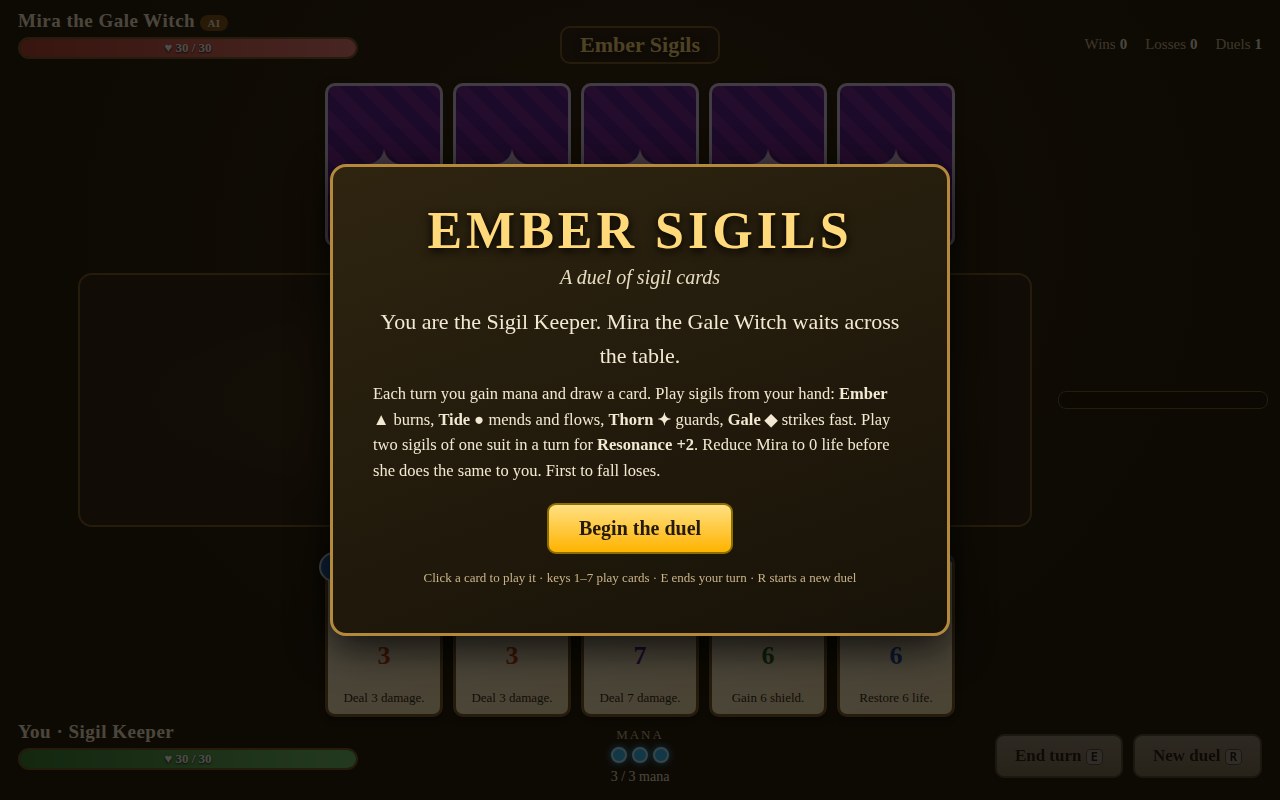 Mira the Gale Witch AI
♥ 30 / 30
Ember Sigils
Wins 0 Losses 0 Duels 1
EMBER SIGILS
A duel of sigil cards
You are the Sigil Keeper. Mira the Gale Witch waits across
the table.
Each turn you gain mana and draw a card. Play sigils from your hand: Ember
▲ burns, Tide ● mends and flows, Thorn ✦ guards, Gale ◆ strikes fast. Play
two sigils of one suit in a turn for Resonance +2. Reduce Mira to 0 life before
she does the same to you. First to fall loses.
Begin the duel
Click a card to play it · keys 1–7 play cards · E ends your turn · R starts a new duel
3 3 7 6 6
Deal 3 damage. Deal 3 damage. Deal 7 damage. Gain 6 shield. Restore 6 life.
You · Sigil Keeper
♥ 30 / 30
MANA
3 / 3 mana
End turn E New duel R